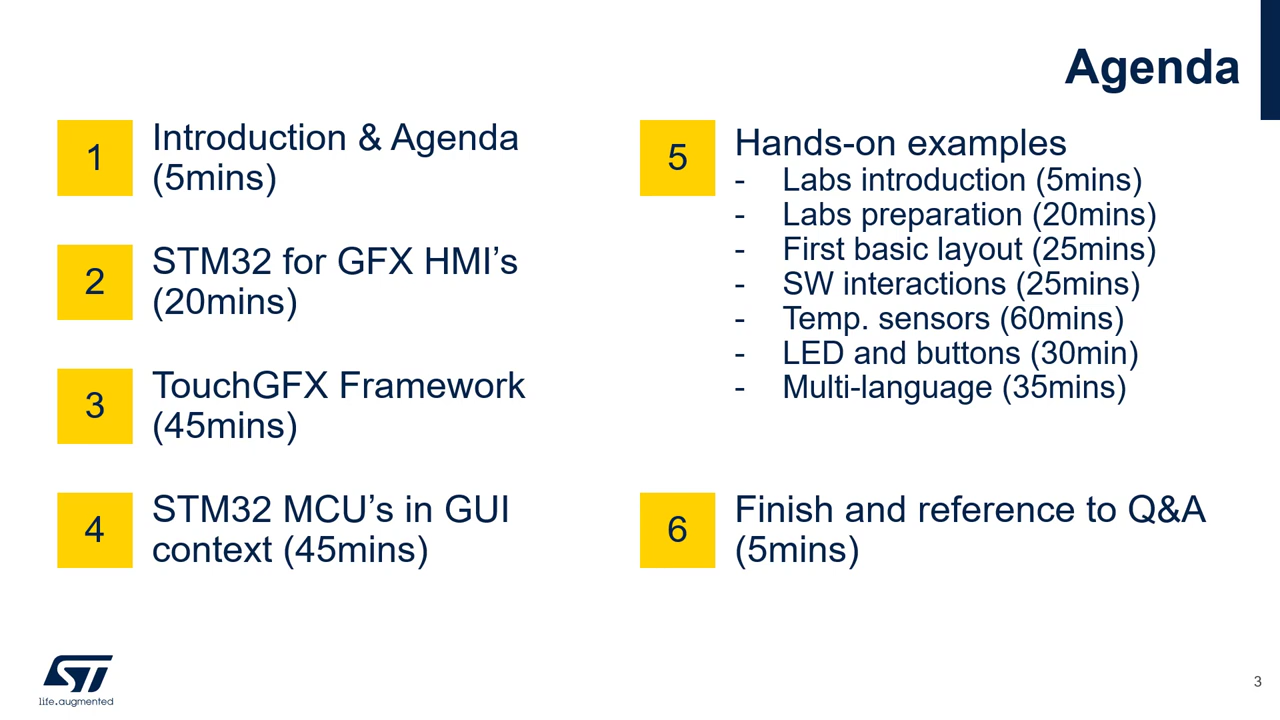 Agenda
1
Introduction & Agenda
(5mins)
2
STM32 for GFX HMI’s
(20mins)
3
TouchGFX Framework
(45mins)
4
STM32 MCU’s in GUI
context (45mins)
5
Hands-on examples
- Labs introduction (5mins)
- Labs preparation (20mins)
- First basic layout (25mins)
- SW interactions (25mins)
- Temp. sensors (60mins)
- LED and buttons (30min)
- Multi-language (35mins)
6
Finish and reference to Q&A
(5mins)
ST
life.augmented
3